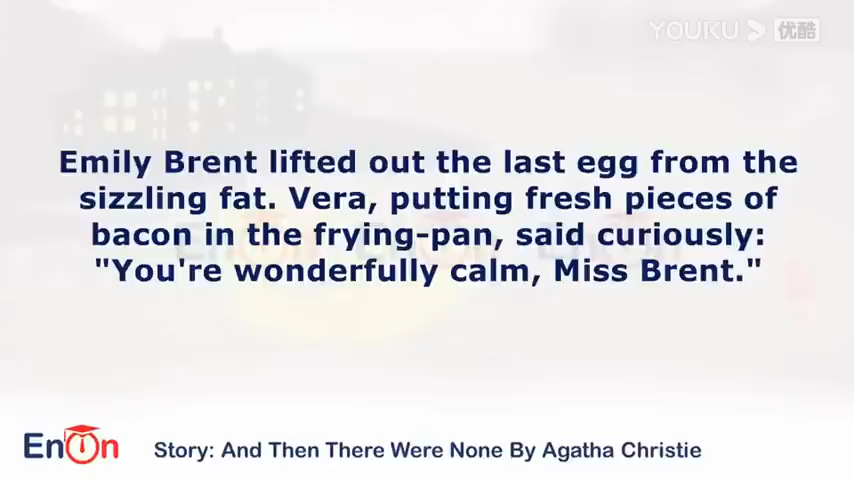 YOUKU 优酷
Emily Brent lifted out the last egg from the
sizzling fat. Vera, putting fresh pieces of
bacon in the frying-pan, said curiously:
"You're wonderfully calm, Miss Brent."
EnOn
Story: And Then There Were None By Agatha Christie